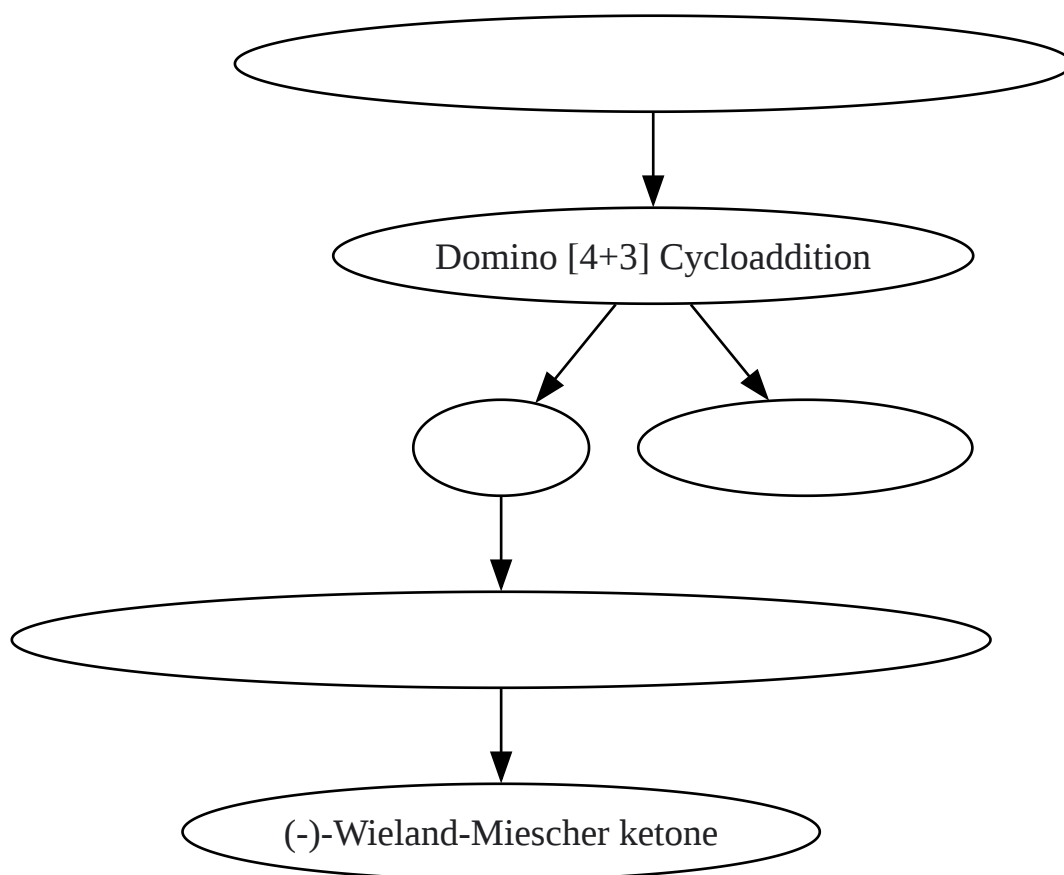 Domino [4+3] Cycloaddition
(-)-Wieland-Miescher ketone